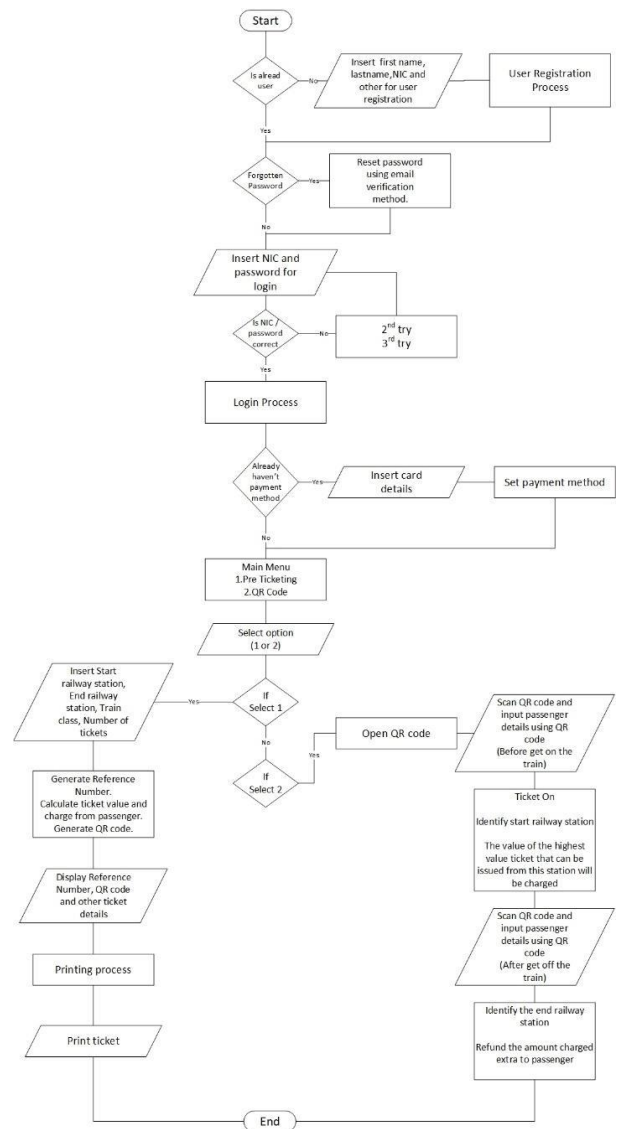 Start
Is alread
user
No
Insert first name,
lastname,NIC and
other for user
registration
User Registration
Process
Yes
Forgotten
Password
Yes
Reset password
using email
verification
method.
No
Insert NIC and
password for
login
Is NIC /
password
correct
No
2nd try
3rd try
Yes
Login Process
Already
haven't
payment
method
Yes
Insert card
details
Set payment method
No
Main Menu
1.Pre Ticketing
2.QR Code
Select option
(1 or 2)
If
Select 1
Yes
Insert Start
railway station,
End railway
station, Train
class, Number of
tickets
No
If
Select 2
Yes
Open QR code
Scan QR code and
input passenger
details using QR
code
(Before get on the
train)
Generate Reference
Number.
Calculate ticket value and
charge from passenger.
Generate QR code.
Ticket On
Identify start railway station
The value of the highest
value ticket that can be
issued from this station will
be charged
Display Reference
Number, QR code
and other ticket
details
Scan QR code and
input passenger
details using QR
code
(After get off the
train)
Printing process
Identify the end railway
station
Refund the amount charged
extra to passenger
Print ticket
End